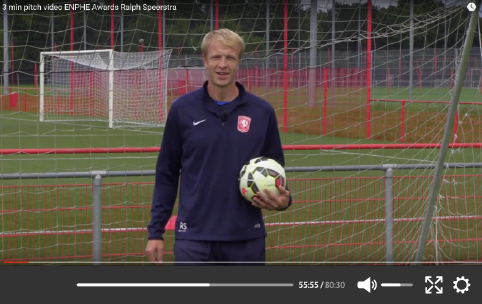 3 min pitch video ENPHE Awards Ralph Speerstra
RS
55:55 / 80:30